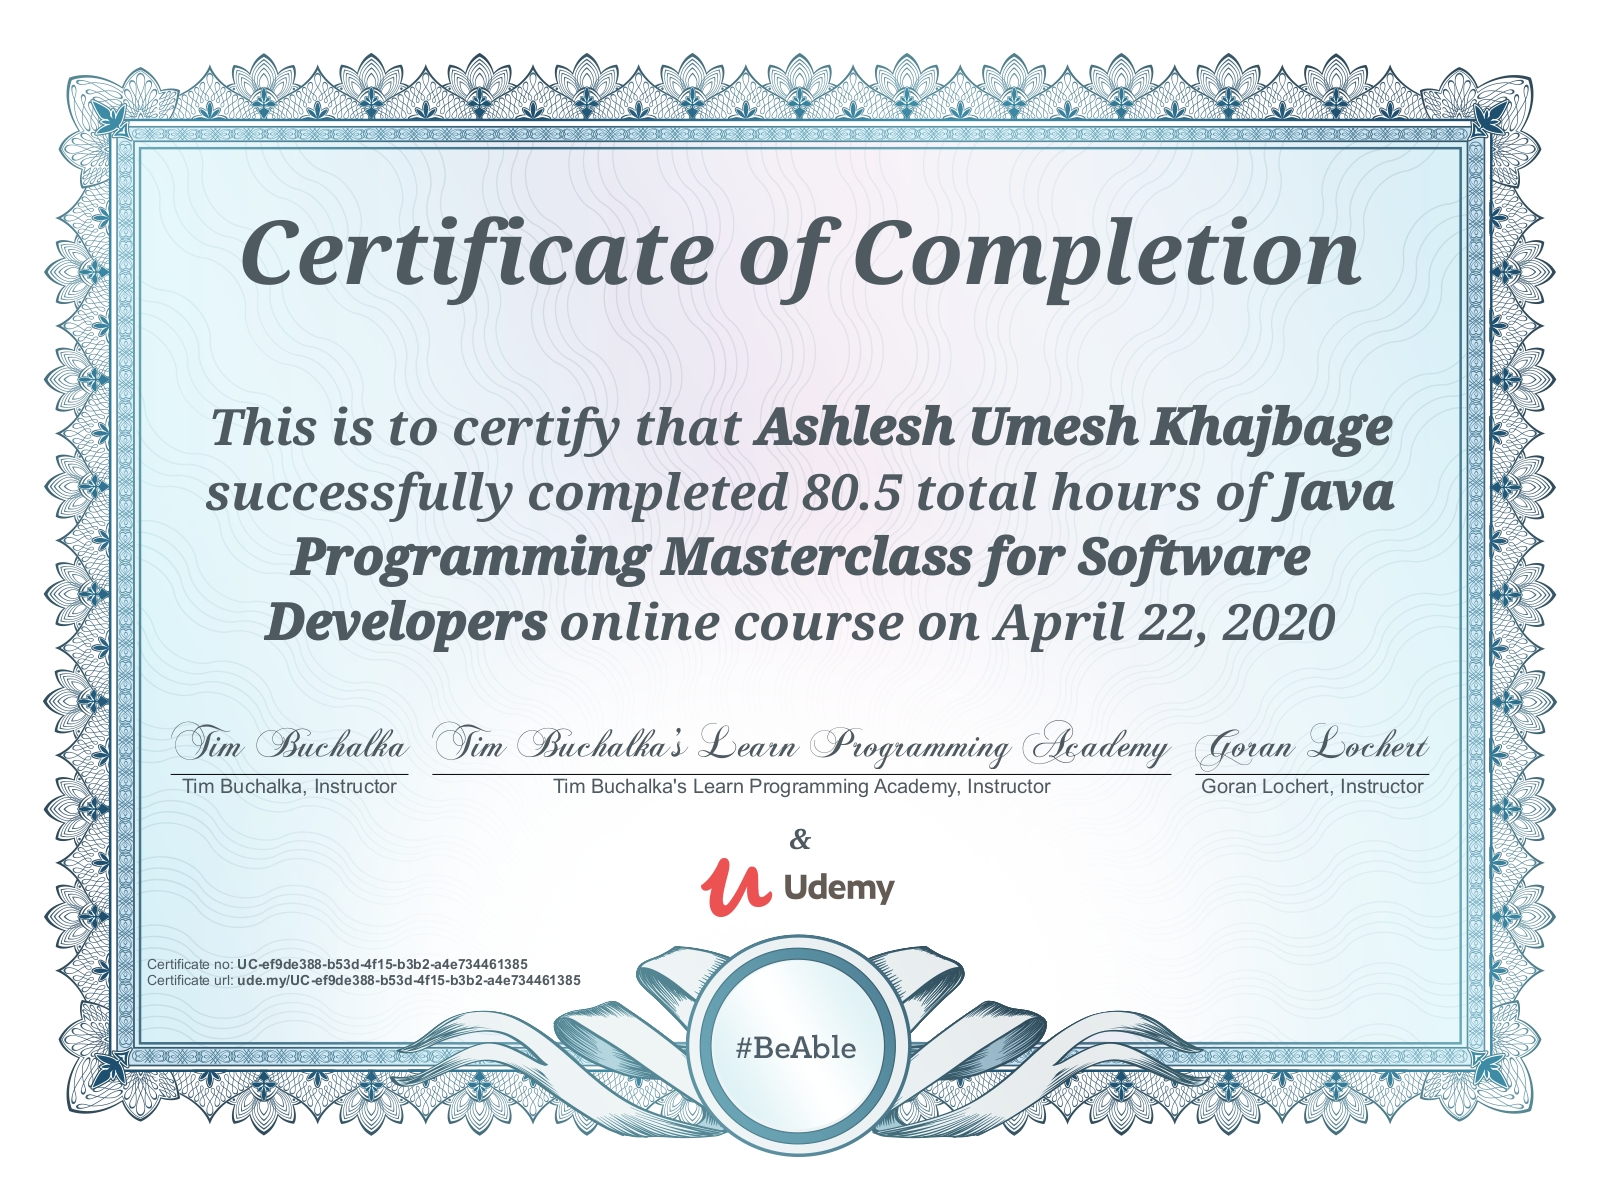 Certificate of Completion
This is to certify that Ashlesh Umesh Khajbage
successfully completed 80.5 total hours of Java
Programming Masterclass for Software
Developers online course on April 22, 2020
Tim Buchalka Tim Buchalka's Learn Programming Academy Goran Lochert
Tim Buchalka, Instructor Tim Buchalka's Learn Programming Academy, Instructor Goran Lochert, Instructor
&
Udemy
Certificate no: UC-ef9de388-b53d-4f15-b3b2-a4e734461385
Certificate url: ude.my/UC-ef9de388-b53d-4f15-b3b2-a4e734461385
#BeAble